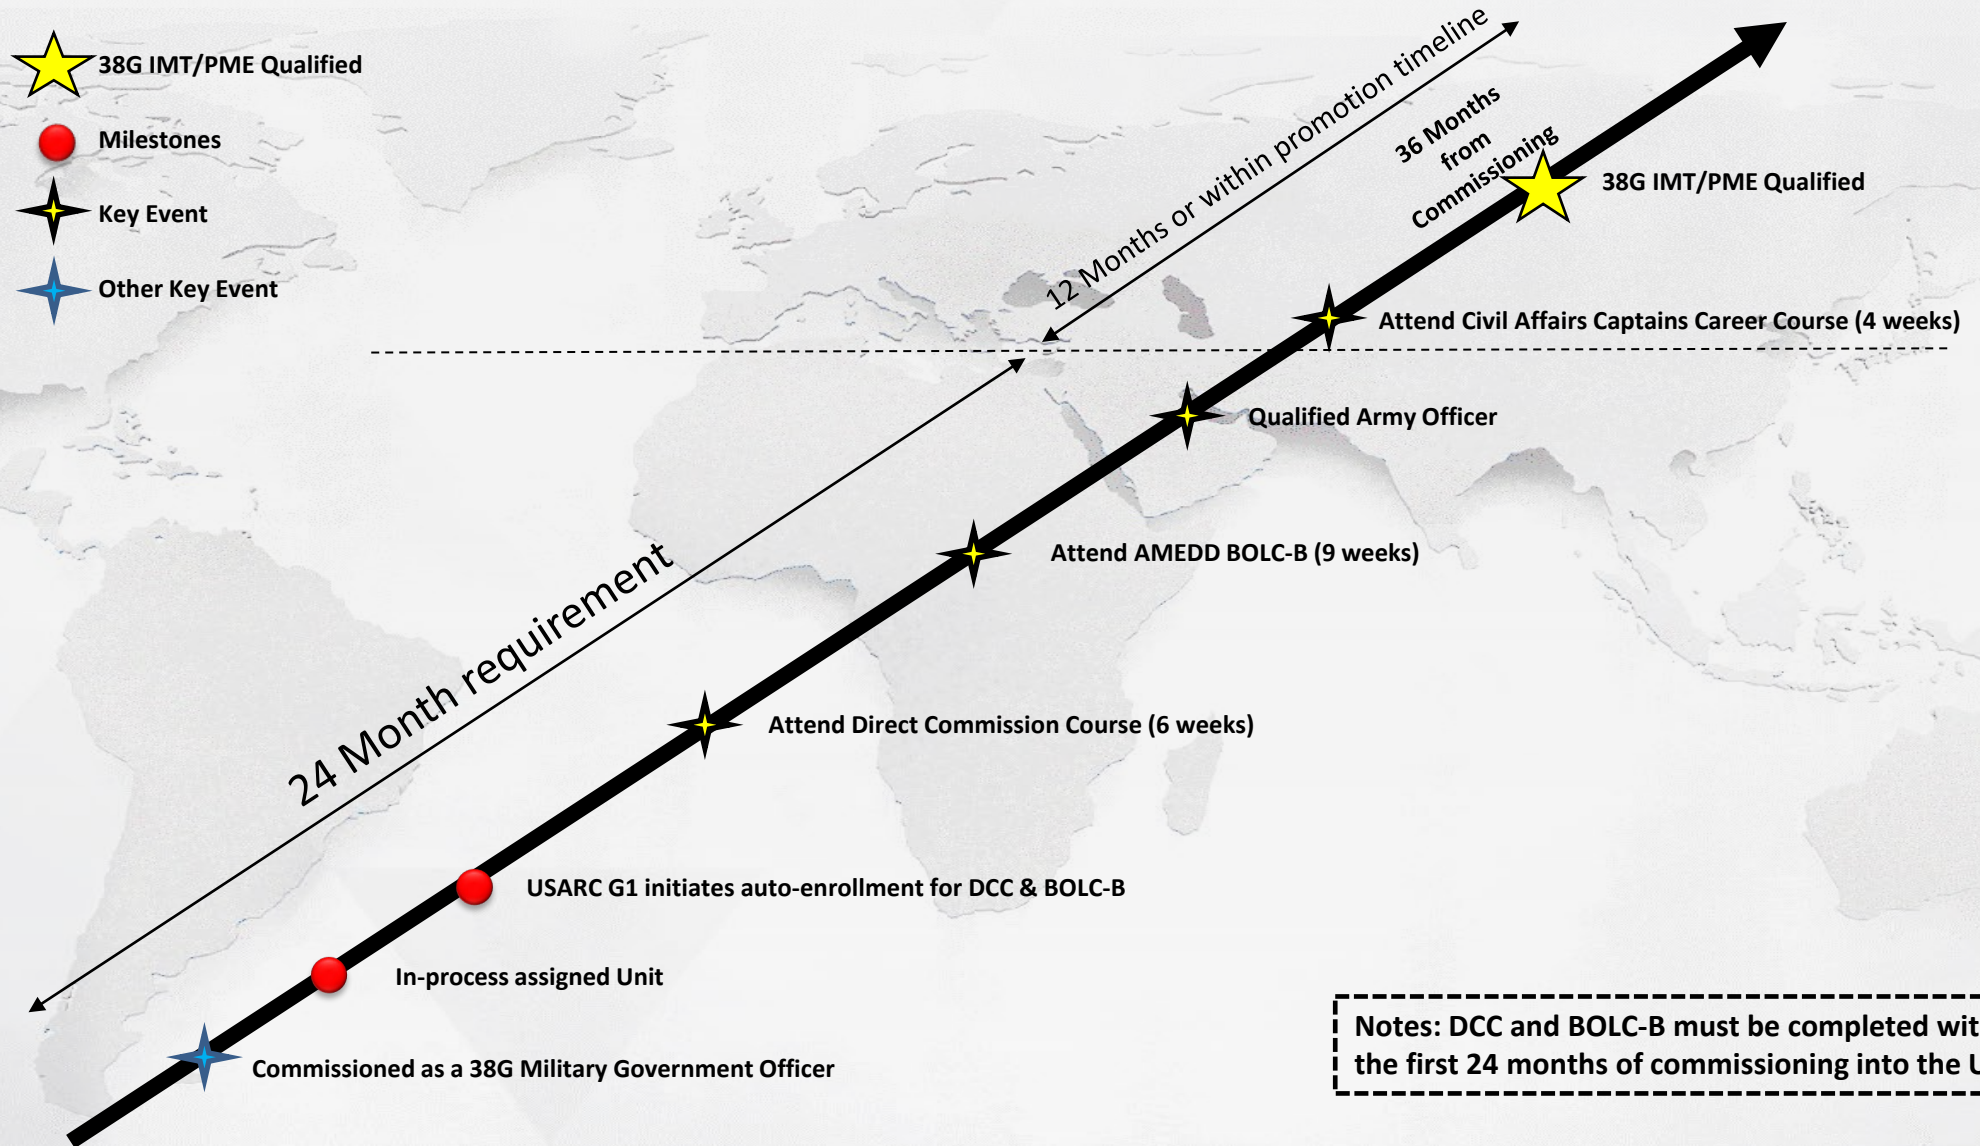 38G IMT/PME Qualified
Milestones
Key Event
Other Key Event
12 Months or within promotion timeline
36 Months
from
Commissioning
38G IMT/PME Qualified
Attend Civil Affairs Captains Career Course (4 weeks)
Qualified Army Officer
Attend AMEDD BOLC-B (9 weeks)
24 Month requirement
Attend Direct Commission Course (6 weeks)
USARC G1 initiates auto-enrollment for DCC & BOLC-B
In-process assigned Unit
Commissioned as a 38G Military Government Officer
Notes: DCC and BOLC-B must be completed
the first 24 months of commissioning into the